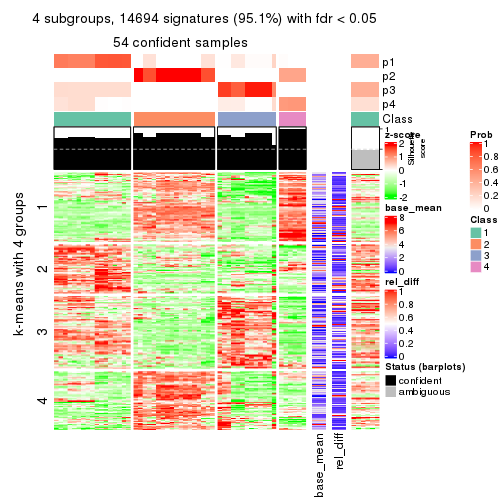 4 subgroups, 14694 signatures (95.1%) with fdr < 0.05
54 confident samples
p1
p2
p3
p4
Class
1
Silhouette
score
k-means with 4 groups
1
2
3
4
base_mean
rel_diff
z-score
2
1
0
-1
-2
base_mean
8
6
4
2
0
rel_diff
1
0.8
0.6
0.4
0.2
0
Status (barplots)
confident
ambiguous
Prob
1
0.8
0.6
0.4
0.2
0
Class
1
2
3
4